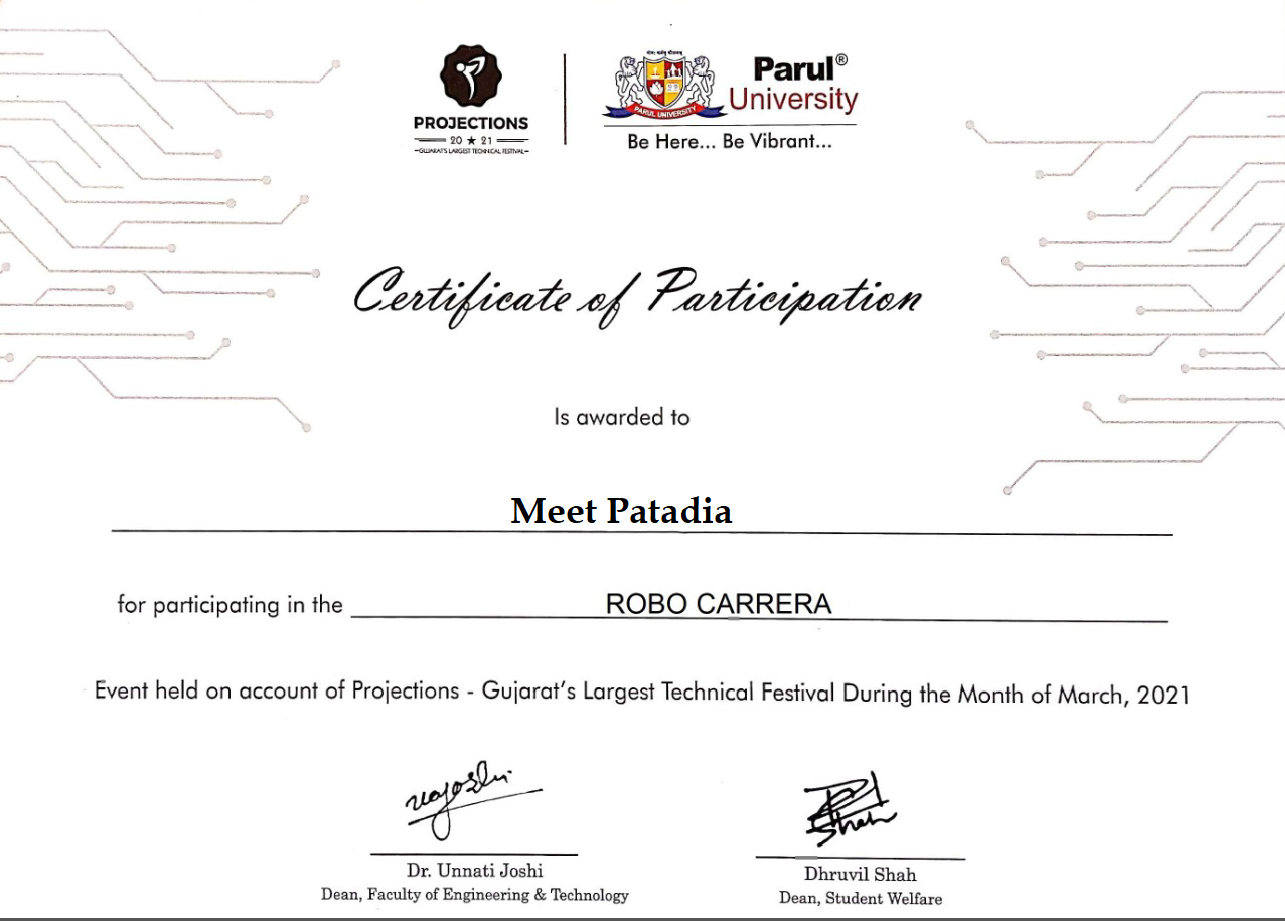 PROJECTIONS
20 ★ 21
-GUJARAT'S LARGEST TECHNICAL FESTIVAL-
PARUL UNIVERSITY
Parul®
University
Be Here... Be Vibrant...
Certificate of Participation
Is awarded to
Meet Patadia
for participating in the ROBO CARRERA
Event held on account of Projections - Gujarat's Largest Technical Festival During the Month of March, 2021
Shah
Dr. Unnati Joshi
Dean, Faculty of Engineering & Technology
Dhruvil Shah
Dean, Student Welfare